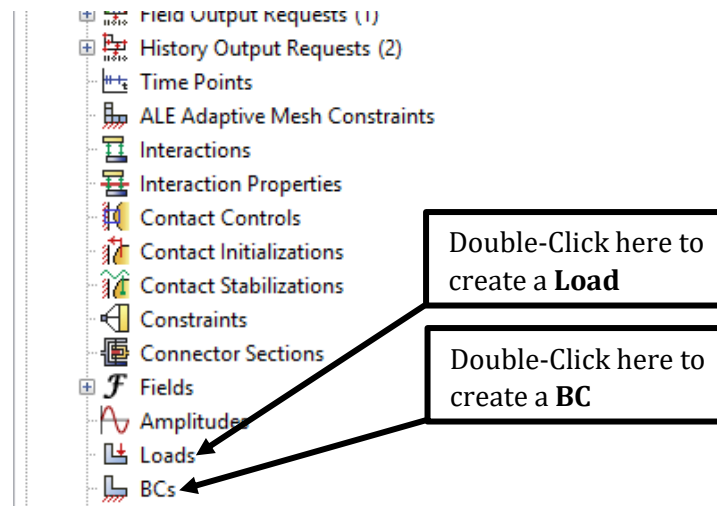 Field Output Requests (1)
History Output Requests (2)
Time Points
ALE Adaptive Mesh Constraints
Interactions
Interaction Properties
Contact Controls
Contact Initializations
Contact Stabilizations
Constraints
Connector Sections
Fields
Amplitudes
Loads
BCs
Double-Click here to
create a Load
Double-Click here to
create a BC